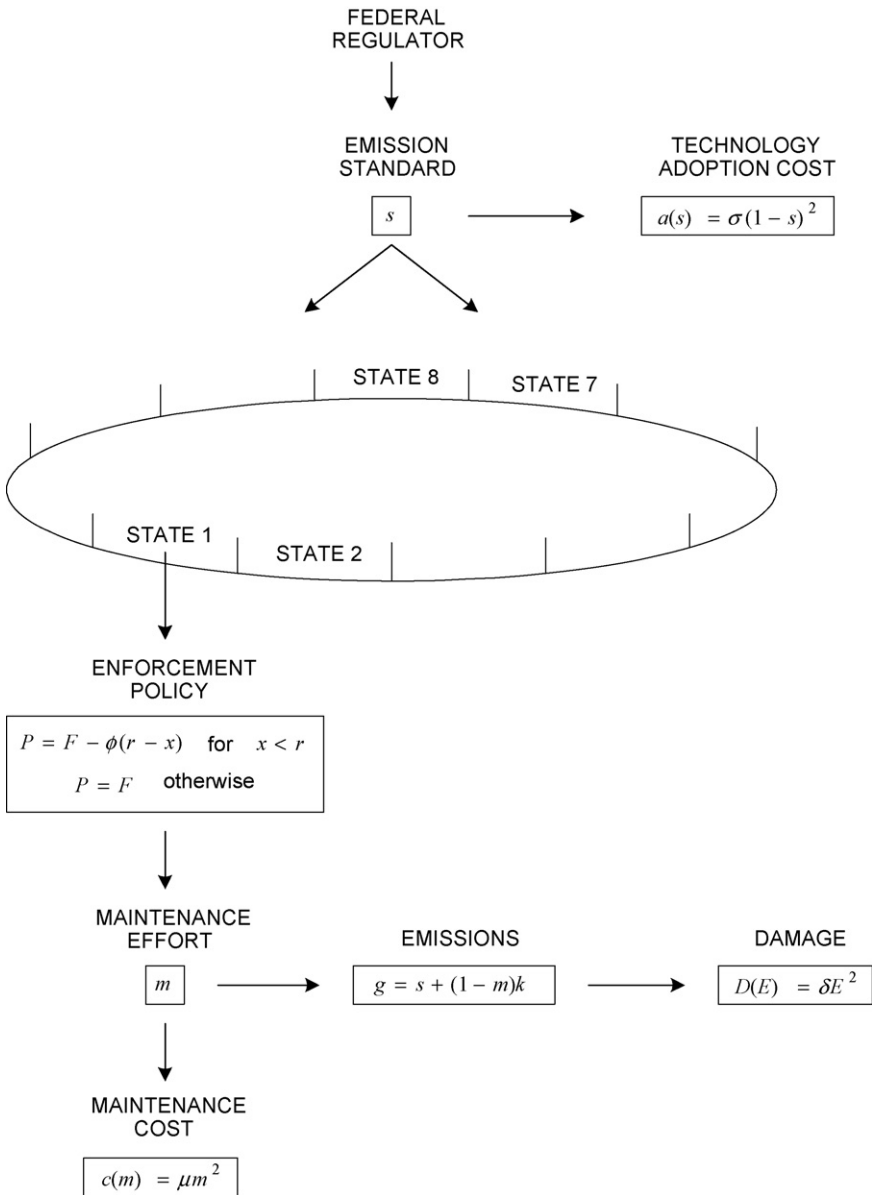 FEDERAL
REGULATOR
EMISSION
STANDARD
TECHNOLOGY
ADOPTION COST
s
a(s) = σ(1 − s)²
STATE 8
STATE 7
STATE 1
STATE 2
ENFORCEMENT
POLICY
P = F − ϕ(r − x) for x < r
P = F otherwise
MAINTENANCE
EFFORT
EMISSIONS
DAMAGE
m
g = s + (1 − m)k
D(E) = δE²
MAINTENANCE
COST
c(m) = μm²